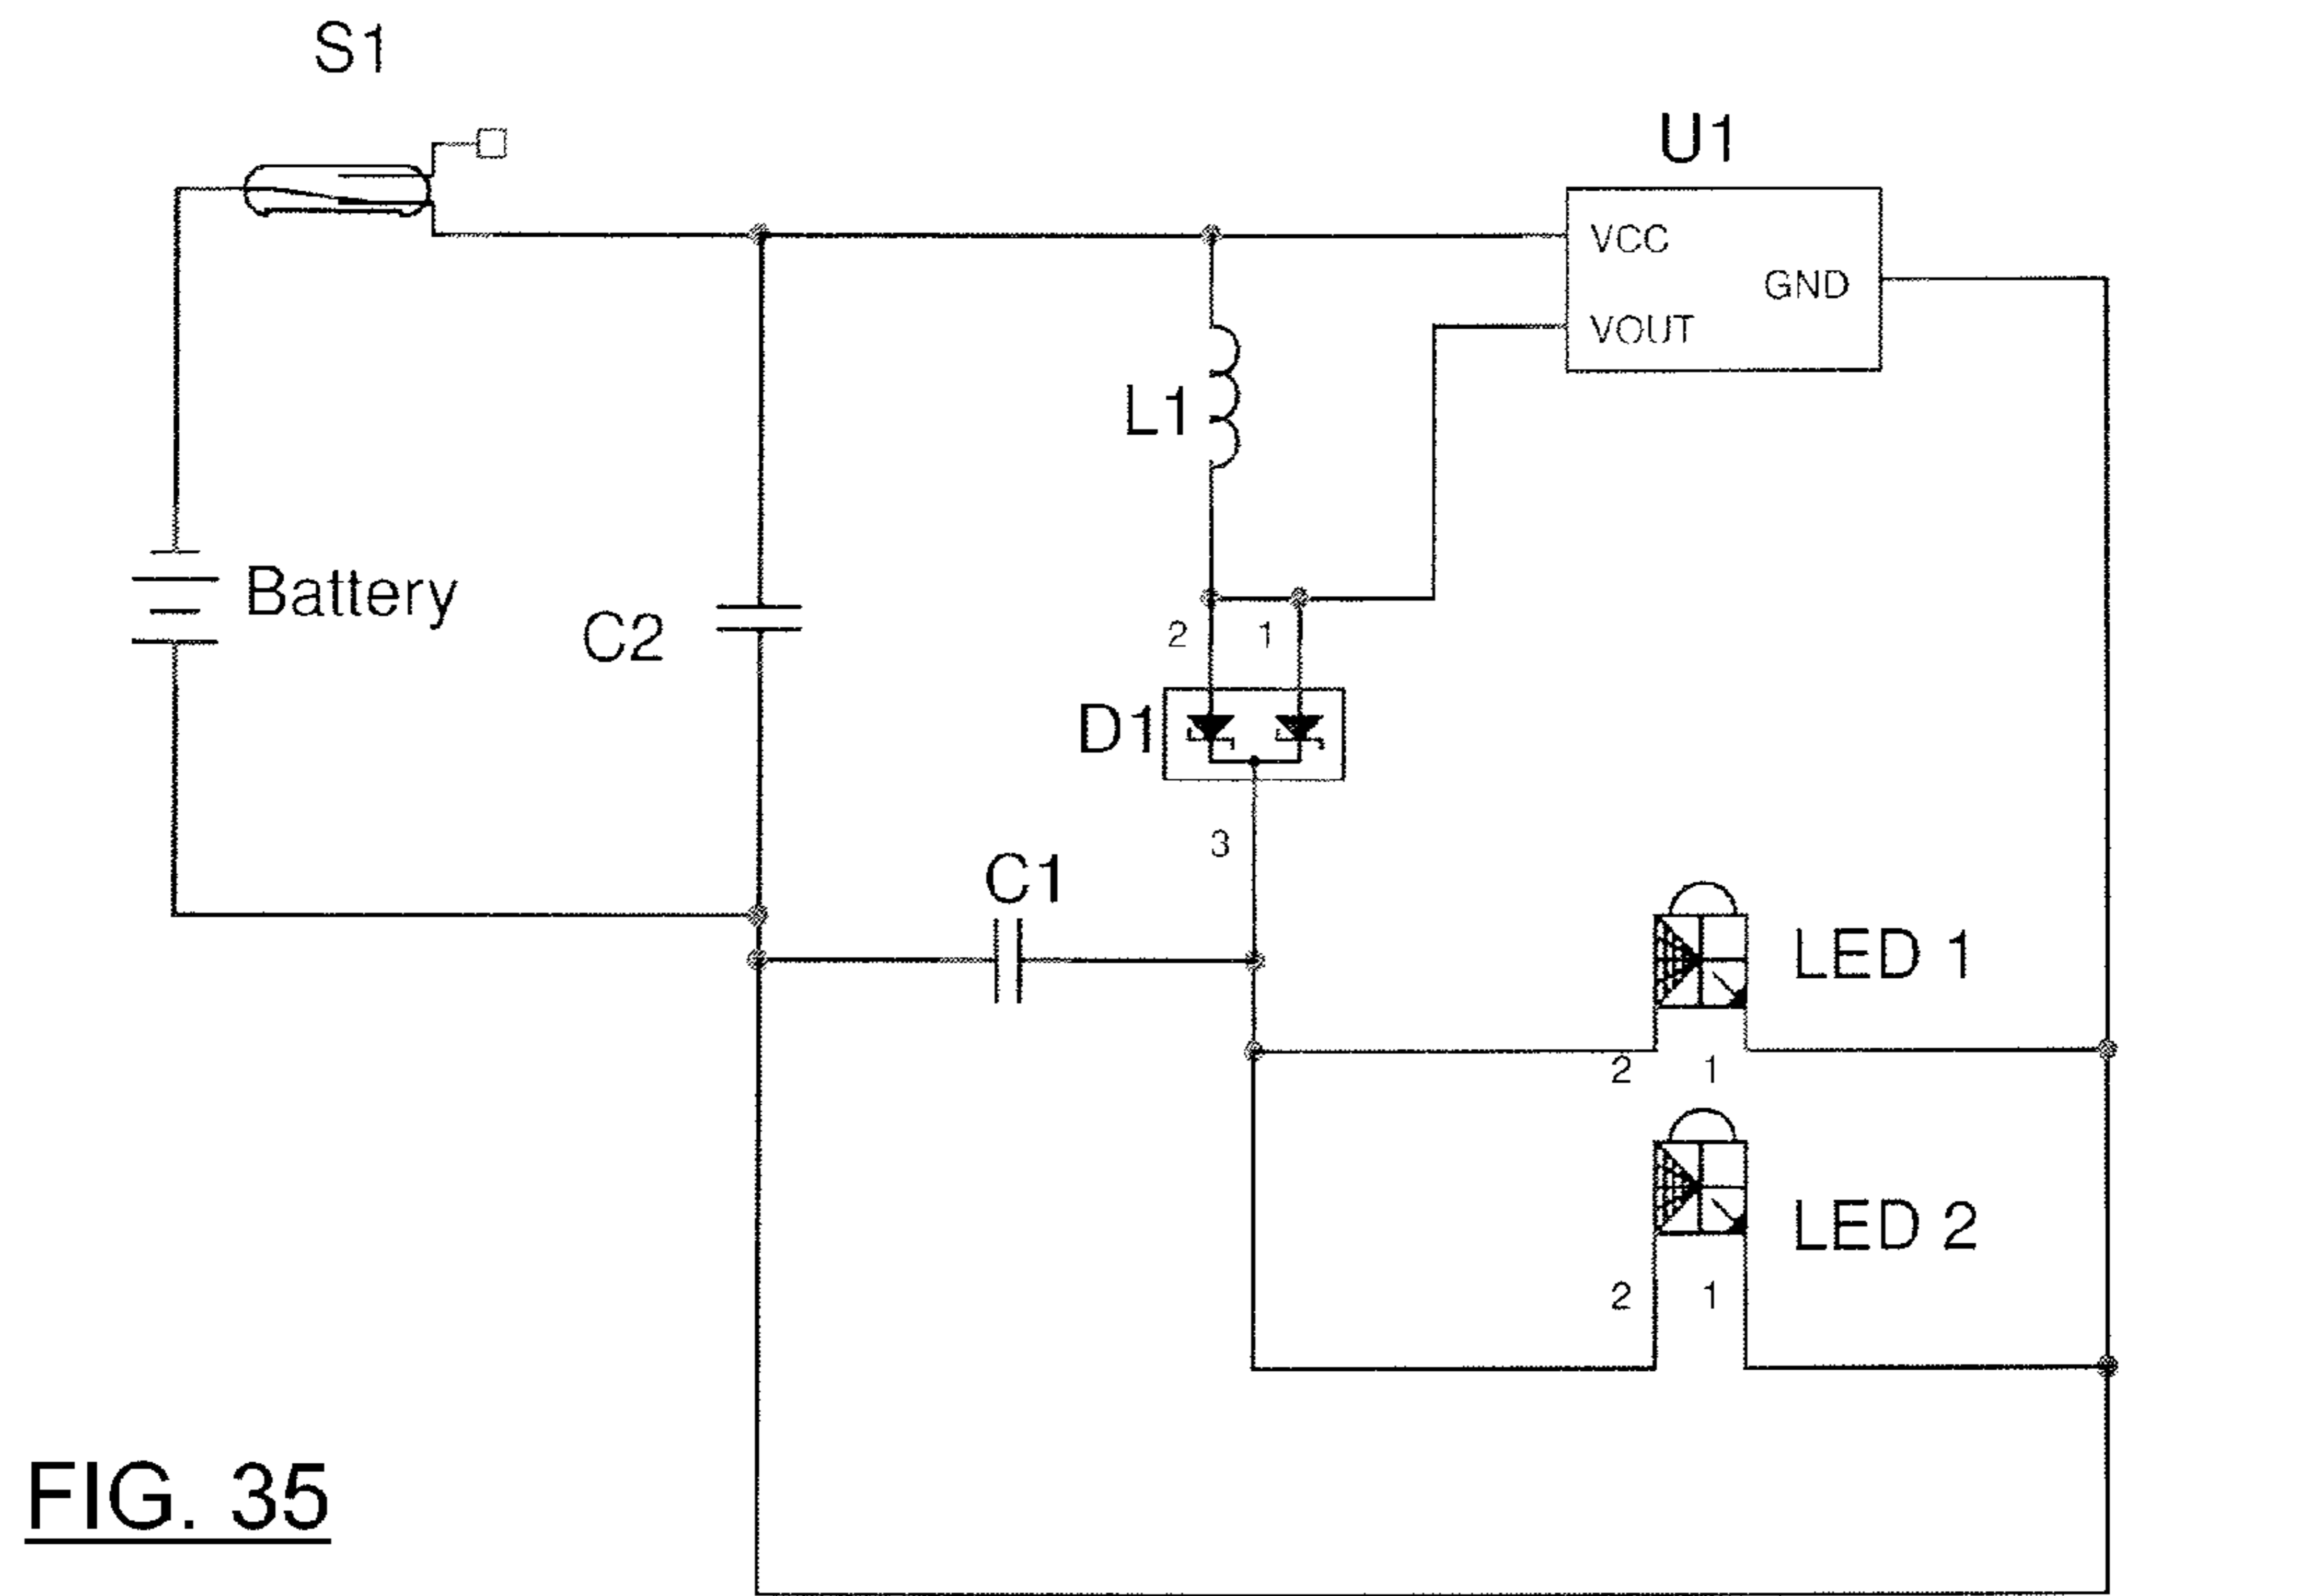 S1
U1
VCC
GND
VOUT
L1
Battery
C2
2 1
D1
3
C1
LED 1
2 1
LED 2
2 1
FIG. 35